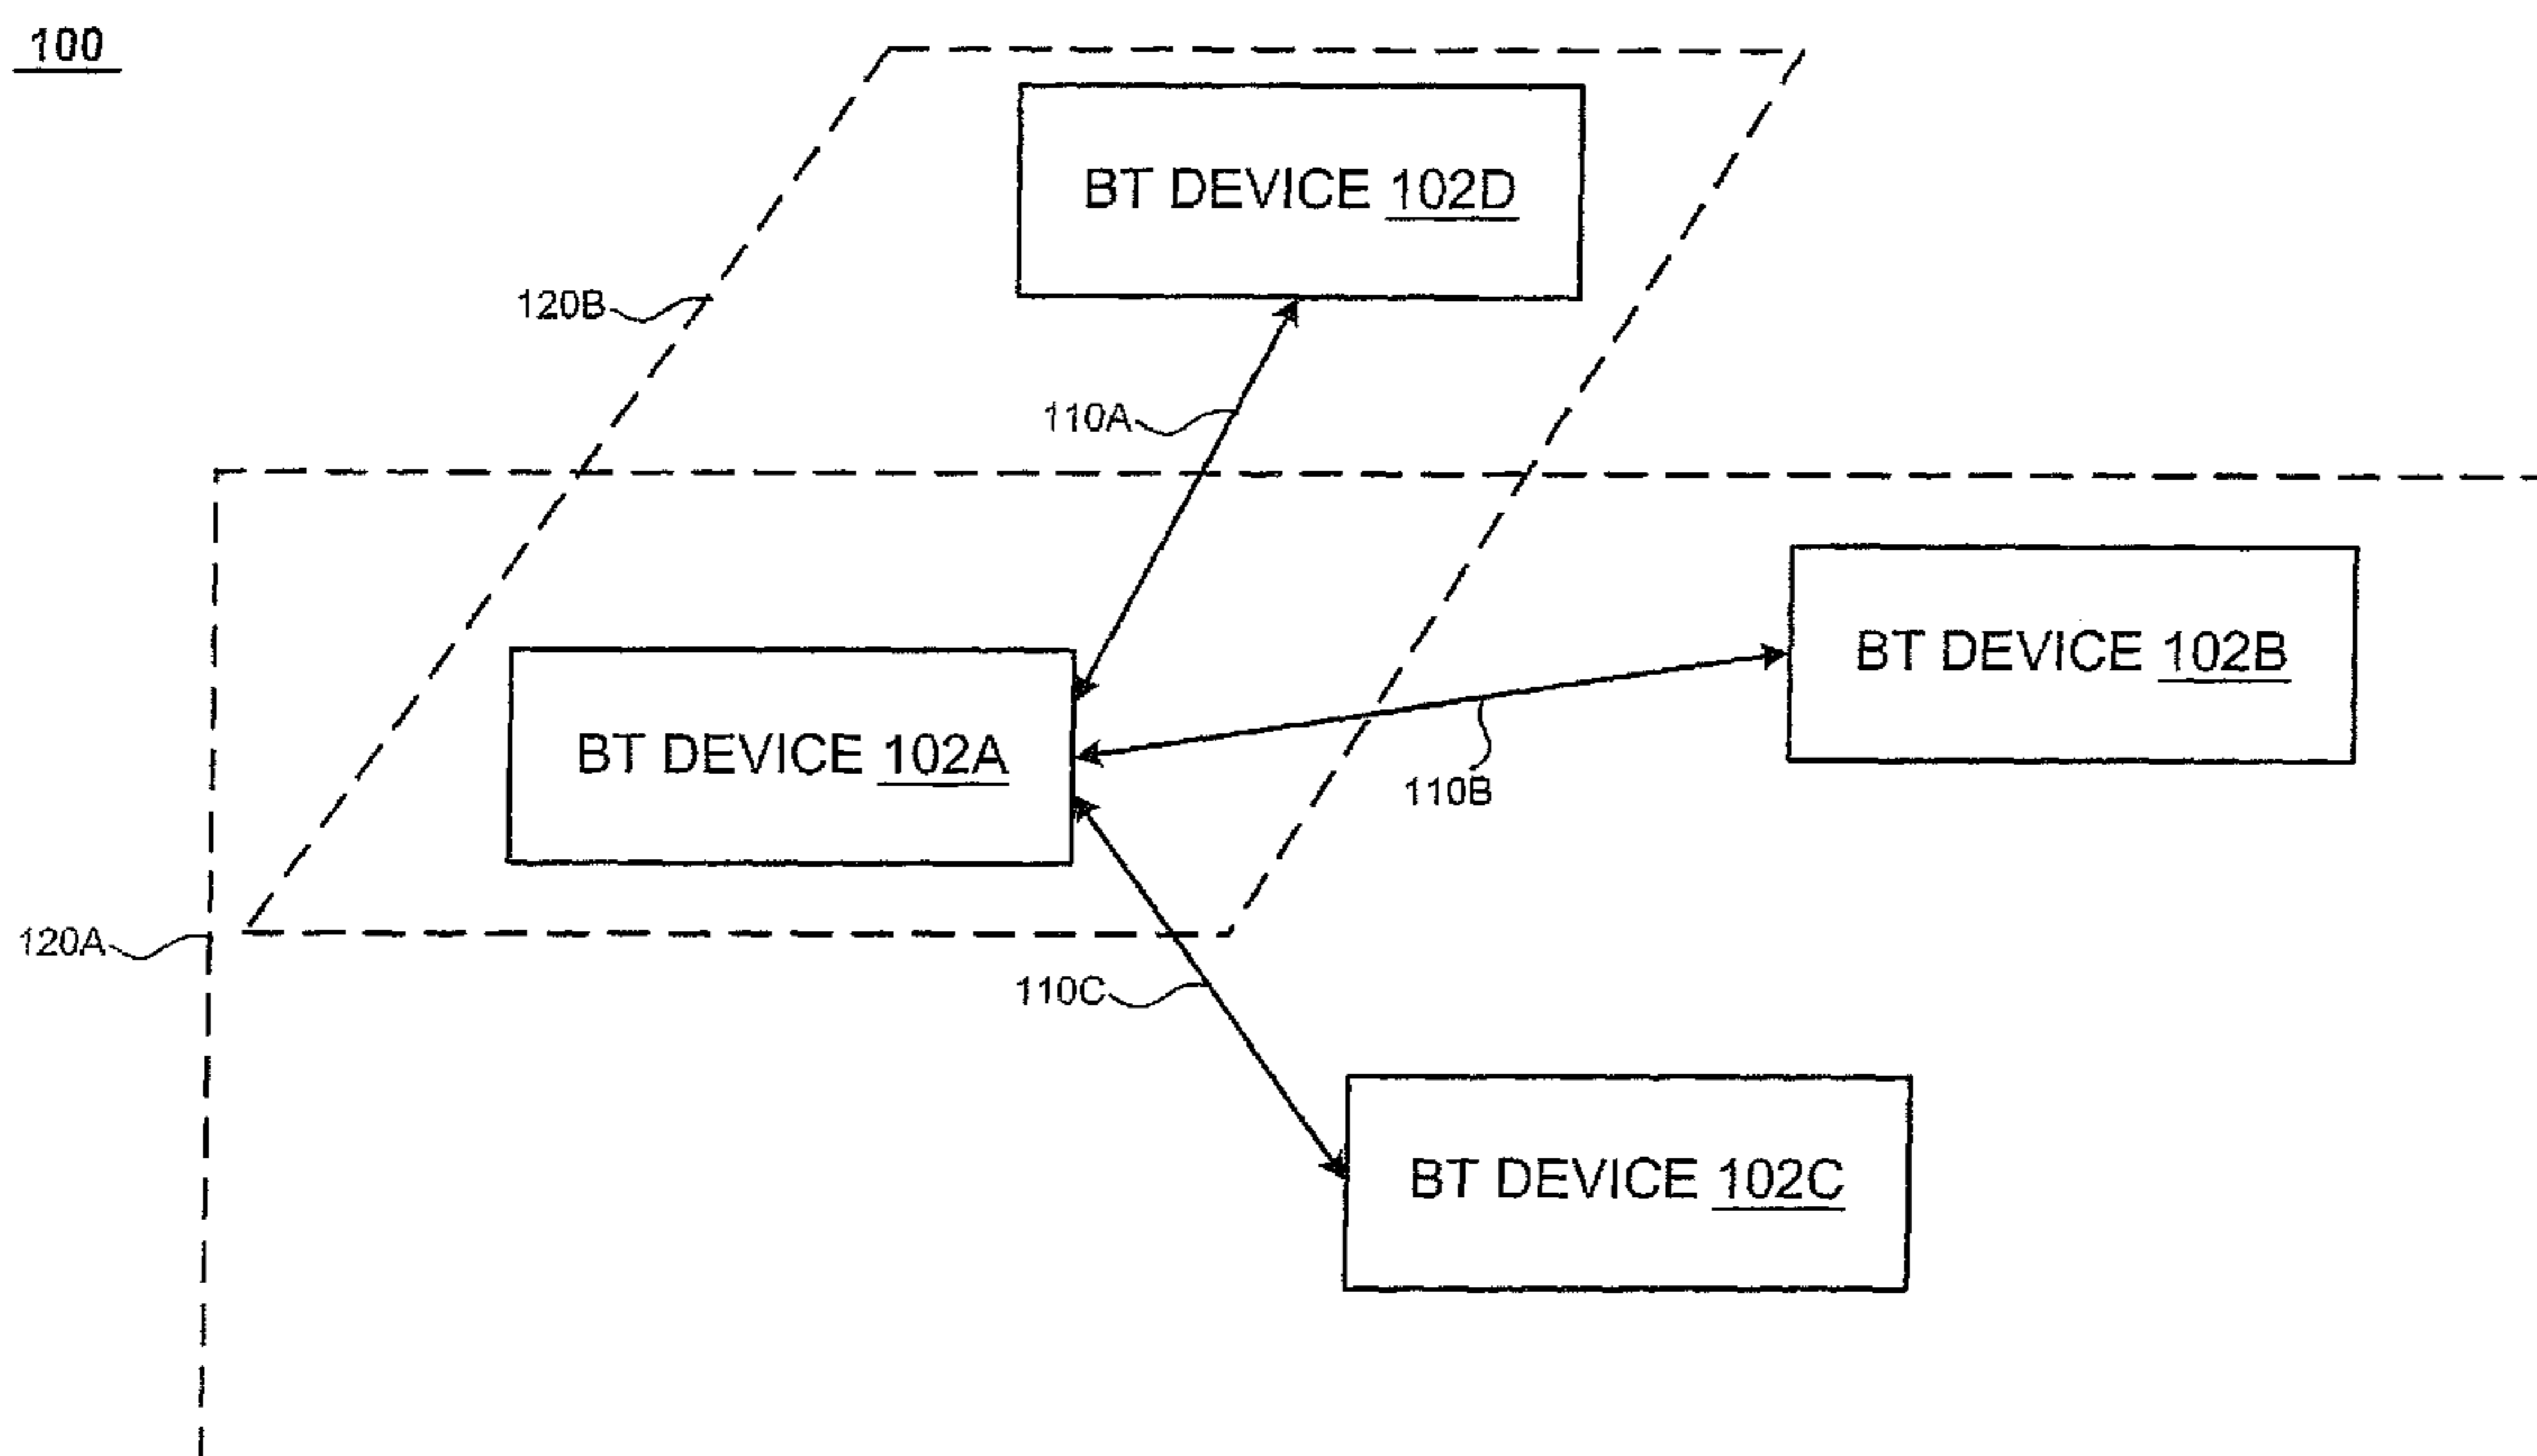 100
BT DEVICE 102D
120B
110A
BT DEVICE 102B
BT DEVICE 102A
110B
120A
110C
BT DEVICE 102C